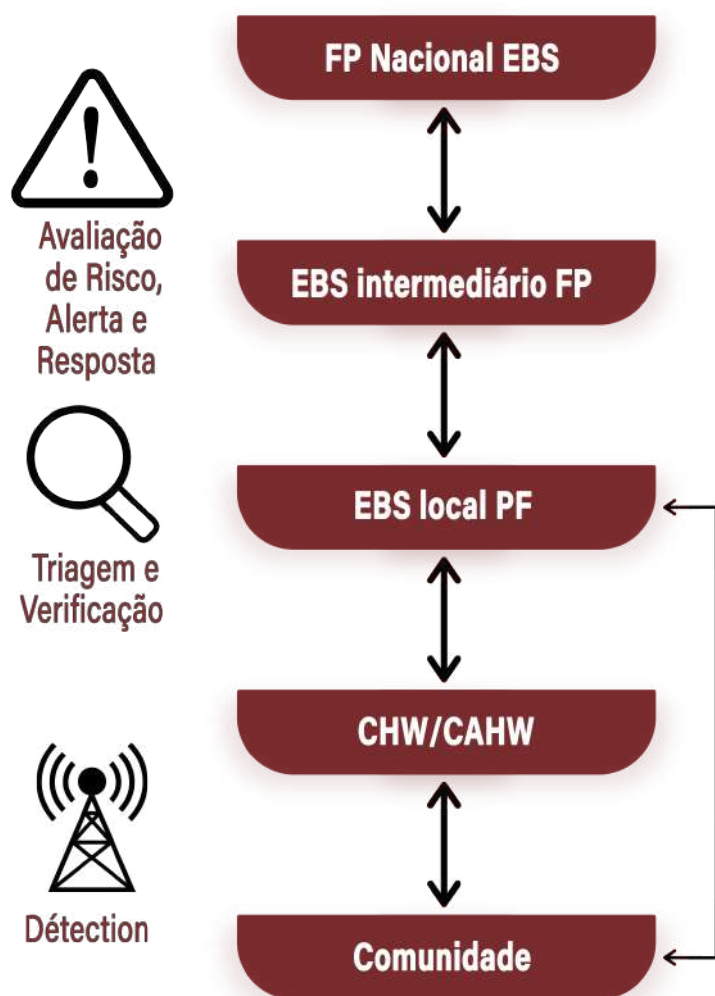 FP Nacional EBS
Avaliação
de Risco,
Alerta e
Resposta
EBS intermediário FP
EBS local PF
Triagem e
Verificação
CHW/CAHW
Détection
Comunidade